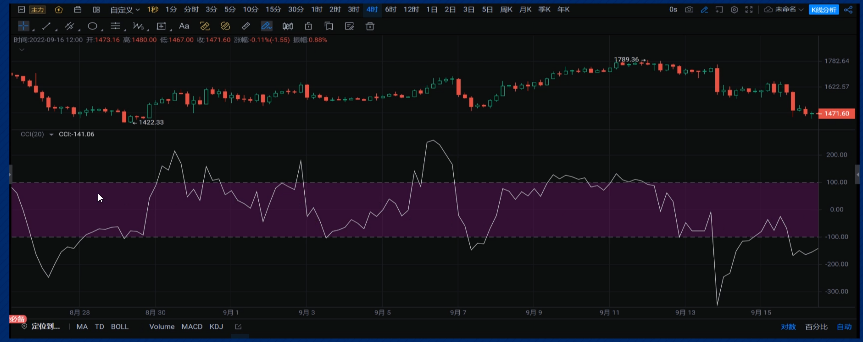 主力 自定义 1秒 1分 分时 3分 5分 10分 15分 30分 1时 2时 3时 4时 6时 12时 1日 2日 3日 5日 周K 月K 季K 年K 0s 未命名 K线分析
Aa
时间:2022-09-16 12:00 开:1473.16 高:1480.00 低:1467.00 收:1471.60 涨幅:-0.11%(-1.55) 振幅:0.88%
1789.36
1782.64
1622.57
1471.60
1422.33
CCI(20) CCI:-141.06
200.00
100.00
0.00
-100.00
-200.00
-300.00
8月 28 8月 30 9月 1 9月 3 9月 5 9月 7 9月 9 9月 11 9月 13 9月 15
定位到... MA TD BOLL Volume MACD KDJ 对数 百分比 自动